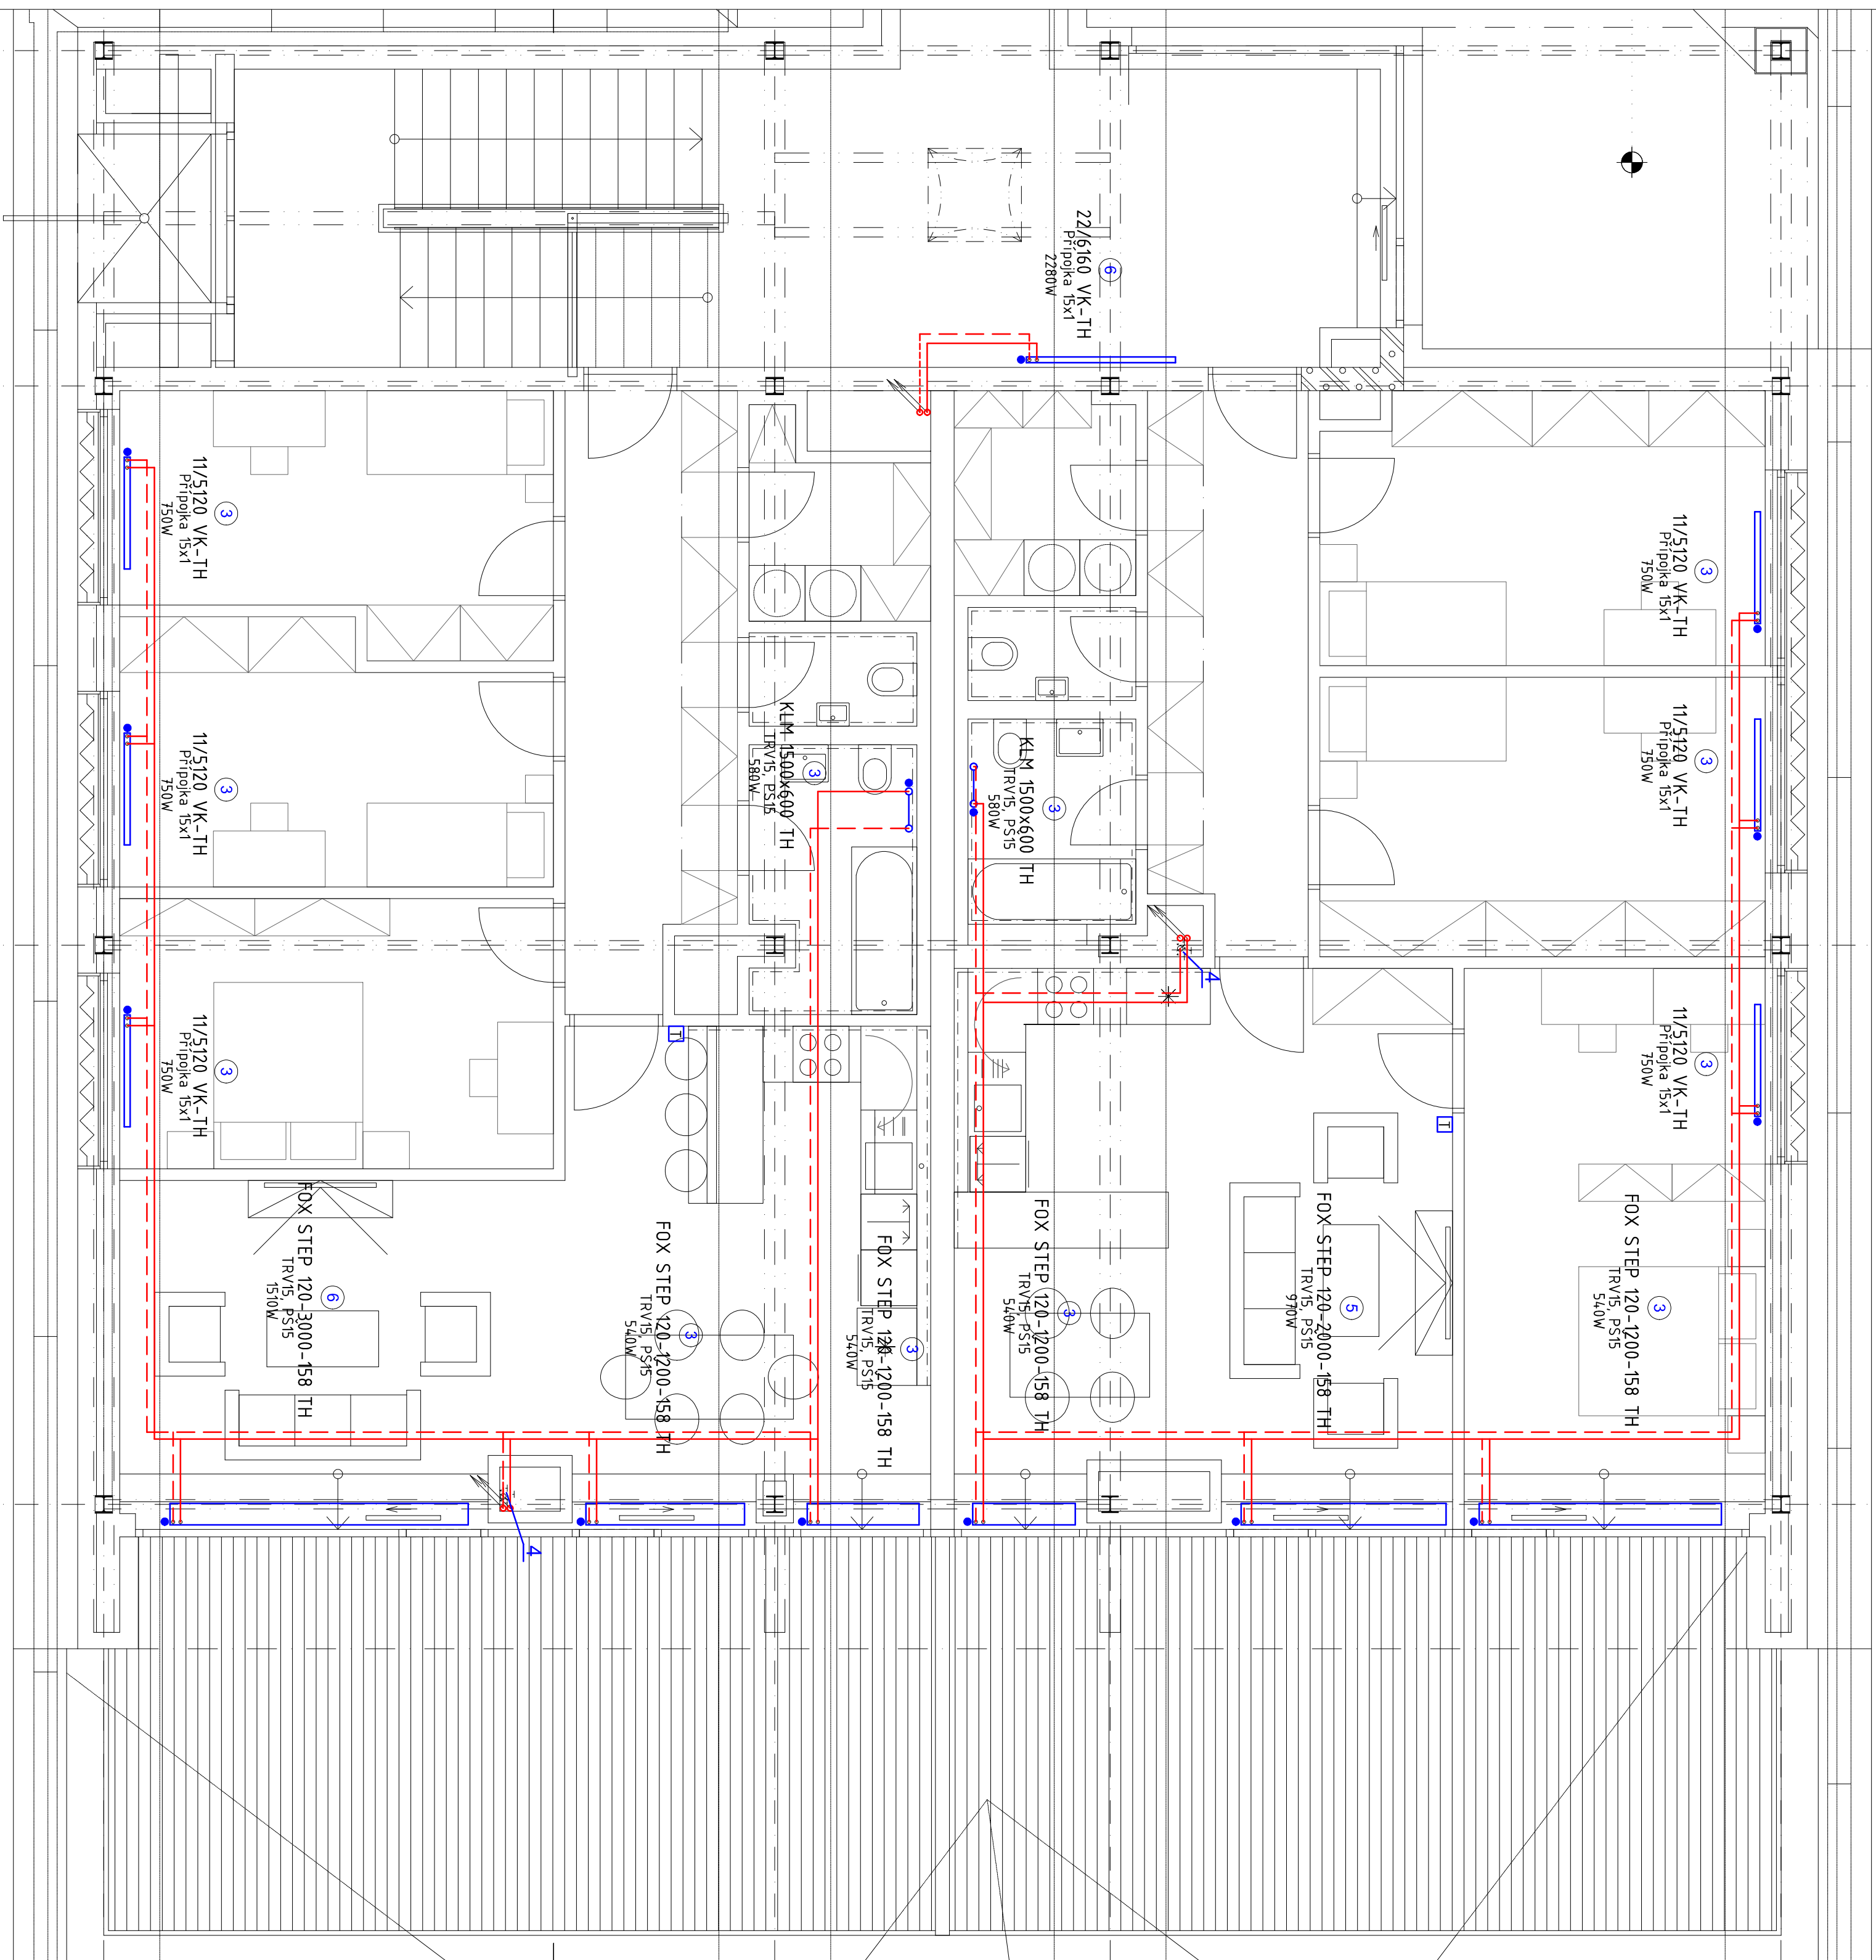 22/6160 VK-TH
Přípojka 15x1
2280W
6
11/5120 VK-TH
Přípojka 15x1
750W
3
11/5120 VK-TH
Přípojka 15x1
750W
3
11/5120 VK-TH
Přípojka 15x1
750W
3
11/5120 VK-TH
Přípojka 15x1
750W
3
KLM 1500x600 TH
TRV15, PS15
580W
3
KLM 1500x600 TH
TRV15, PS15
580W
3
11/5120 VK-TH
Přípojka 15x1
750W
3
11/5120 VK-TH
Přípojka 15x1
750W
3
4
T
T
FOX STEP 120-3000-158 TH
TRV15, PS15
1510W
6
FOX STEP 120-1200-158 TH
TRV15, PS15
540W
3
FOX STEP 120-1200-158 TH
TRV15, PS15
540W
3
FOX STEP 120-1200-158 TH
TRV15, PS15
540W
3
FOX STEP 120-2000-158 TH
TRV15, PS15
970W
5
FOX STEP 120-1200-158 TH
TRV15, PS15
540W
3
4